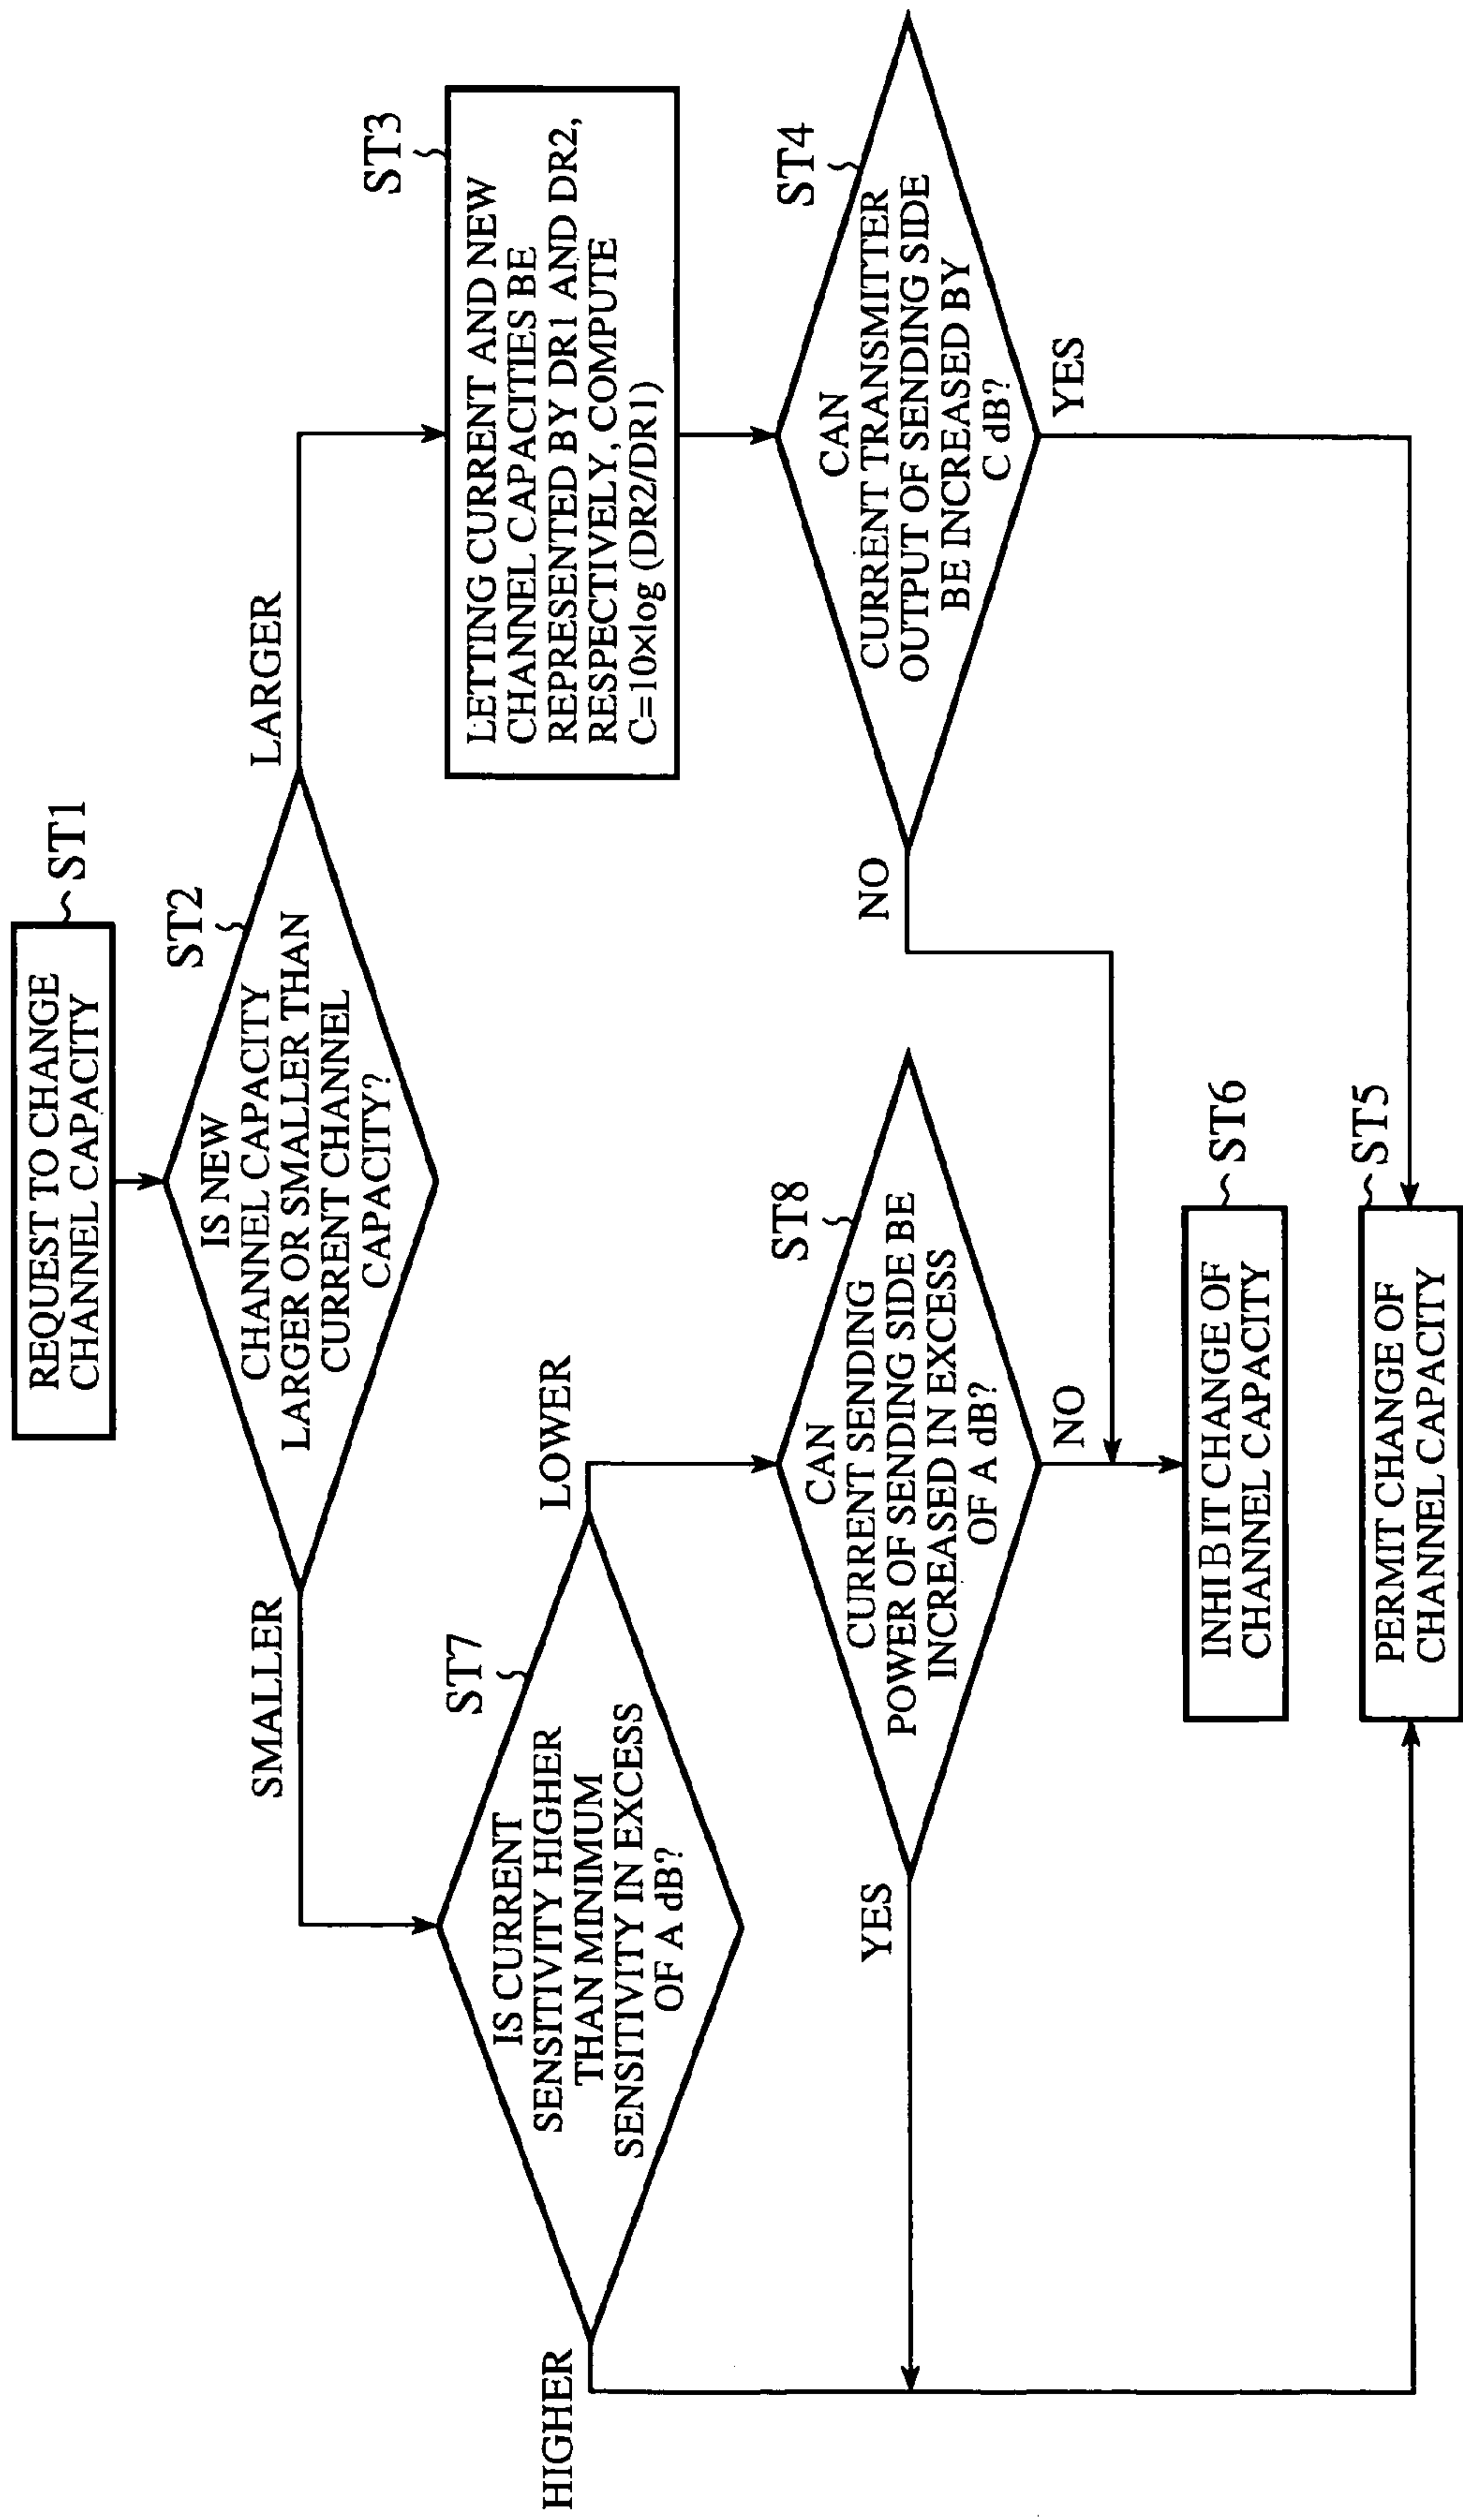 REQUEST TO CHANGE
CHANNEL CAPACITY
ST1
IS NEW
CHANNEL CAPACITY
LARGER OR SMALLER THAN
CURRENT CHANNEL
CAPACITY?
ST2
SMALLER
LARGER
IS CURRENT
SENSITIVITY HIGHER
THAN MINIMUM
SENSITIVITY IN EXCESS
OF A dB?
ST7
HIGHER
LOWER
LETTING CURRENT AND NEW
CHANNEL CAPACITIES BE
REPRESENTED BY DR1 AND DR2,
RESPECTIVELY, COMPUTE
C=10×log (DR2/DR1)
ST3
CAN
CURRENT SENDING
POWER OF SENDING SIDE BE
INCREASED IN EXCESS
OF A dB?
ST8
YES
NO
CAN
CURRENT TRANSMITTER
OUTPUT OF SENDING SIDE
BE INCREASED BY
C dB?
ST4
NO
YES
INHIBIT CHANGE OF
CHANNEL CAPACITY
ST6
PERMIT CHANGE OF
CHANNEL CAPACITY
ST5